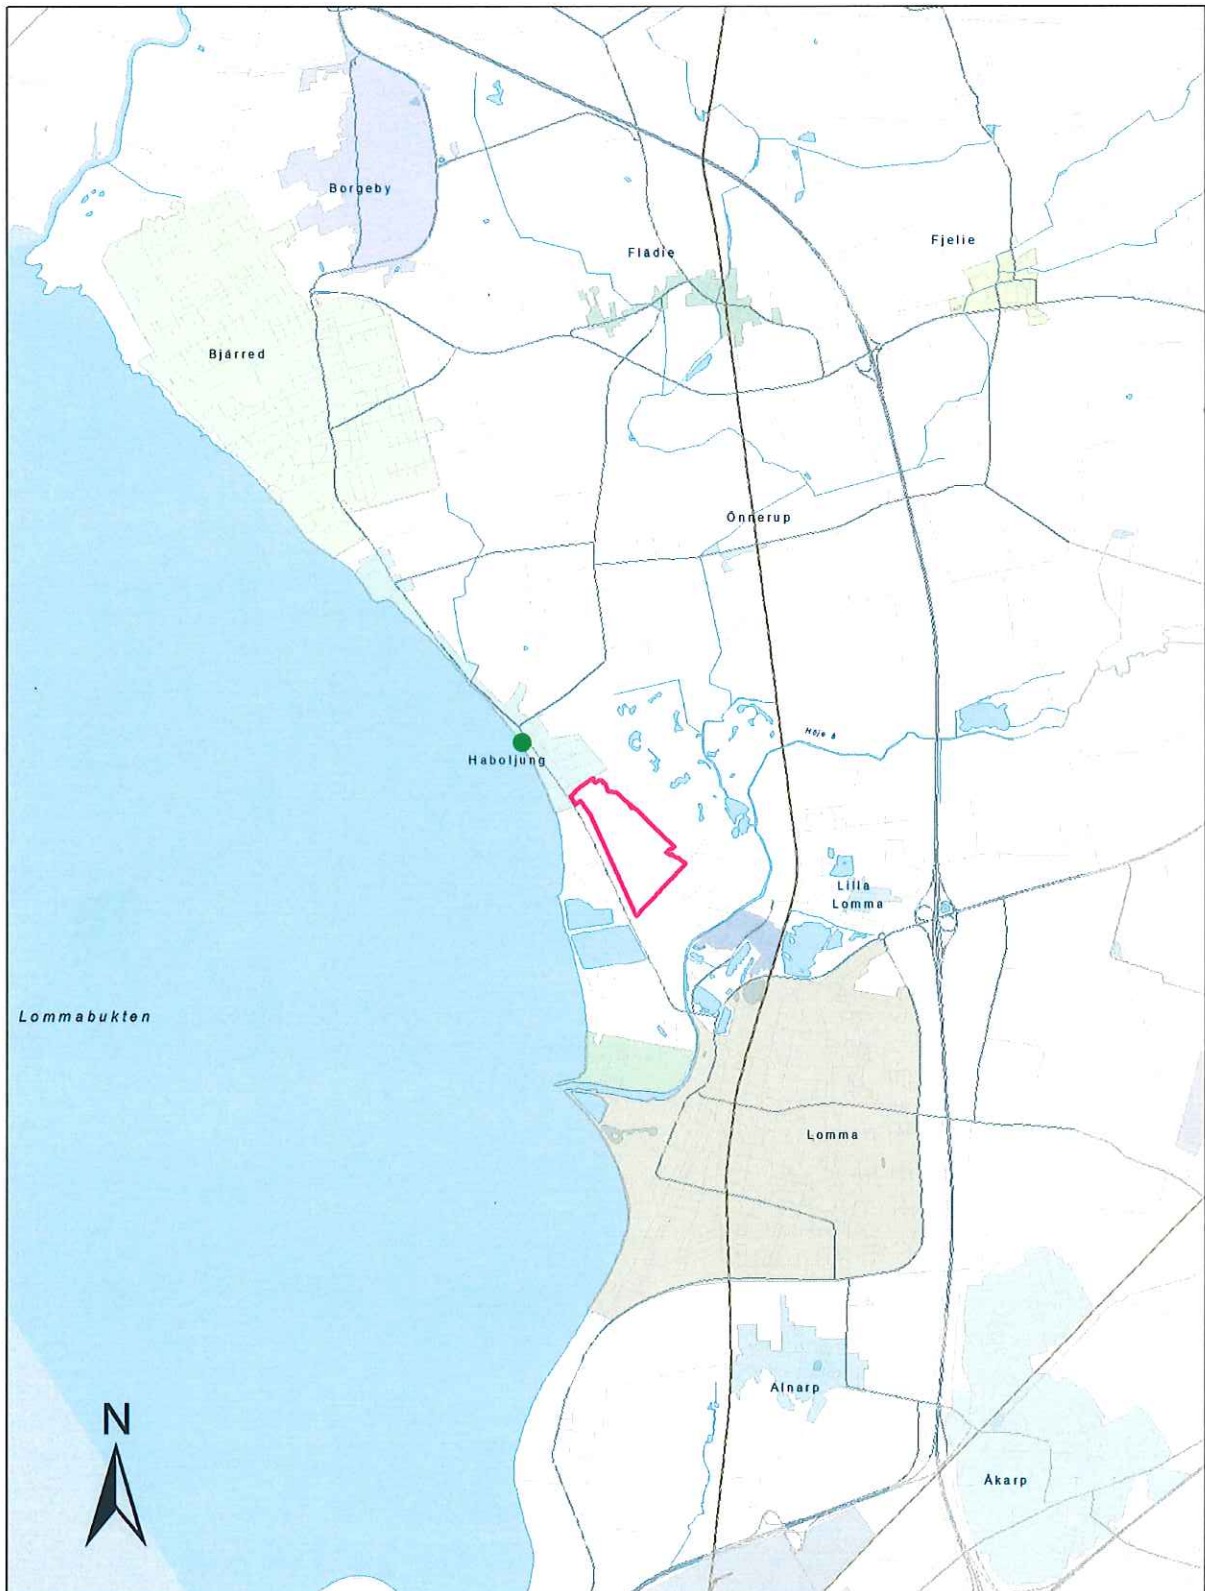 Borgeby
Flädie
Fjelie
Bjärred
Önnerup
Höje å
Haboljung
Lilla
Lomma
Lommabukten
Lomma
Alnarp
N
Åkarp